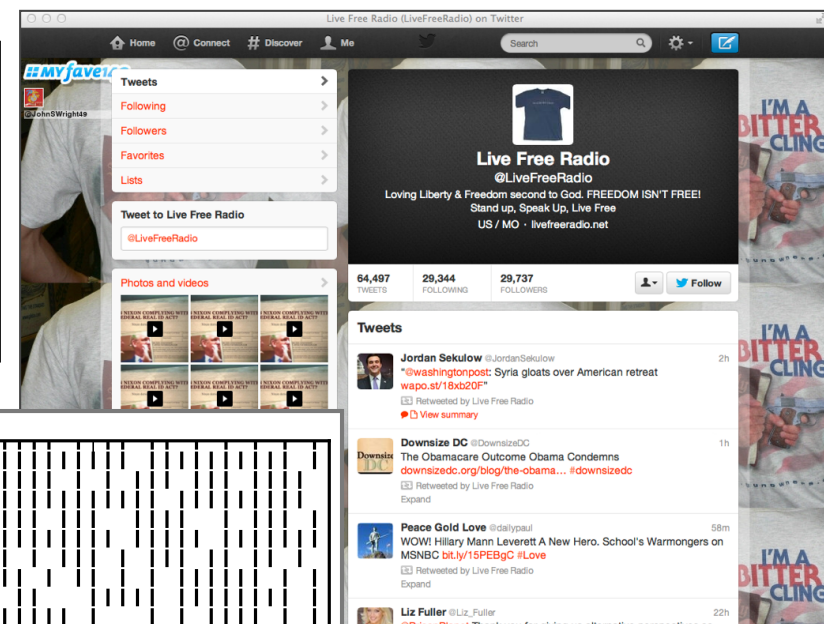 Live Free Radio (LiveFreeRadio) on Twitter
Home
Connect
Discover
Me
Search
@JohnSWright49
Tweets
Following
Followers
Favorites
Lists
Tweet to Live Free Radio
@LiveFreeRadio
Photos and videos
Live Free Radio
@LiveFreeRadio
Loving Liberty & Freedom second to God. FREEDOM ISN'T FREE!
Stand up, Speak Up, Live Free
US / MO · livefreeradio.net
64,497
TWEETS
29,344
FOLLOWING
29,737
FOLLOWERS
Follow
Tweets
Jordan Sekulow @JordanSekulow 2h
"@washingtonpost: Syria gloats over American retreat
wapo.st/18xb20F"
Retweeted by Live Free Radio
View summary
Downsize DC
Downsize DC @DownsizeDC 1h
The Obamacare Outcome Obama Condemns
downsizedc.org/blog/the-obama… #downsizedc
Retweeted by Live Free Radio
Expand
Peace Gold Love @dailypaul 58m
WOW! Hillary Mann Leverett A New Hero. School's Warmongers on
MSNBC bit.ly/15PEBgC #Love
Retweeted by Live Free Radio
Expand
Liz Fuller @Liz_Fuller 22h
I'M A
BITTER
CLING
I'M A
BITTER
CLING
I'M A
BITTER
CLING